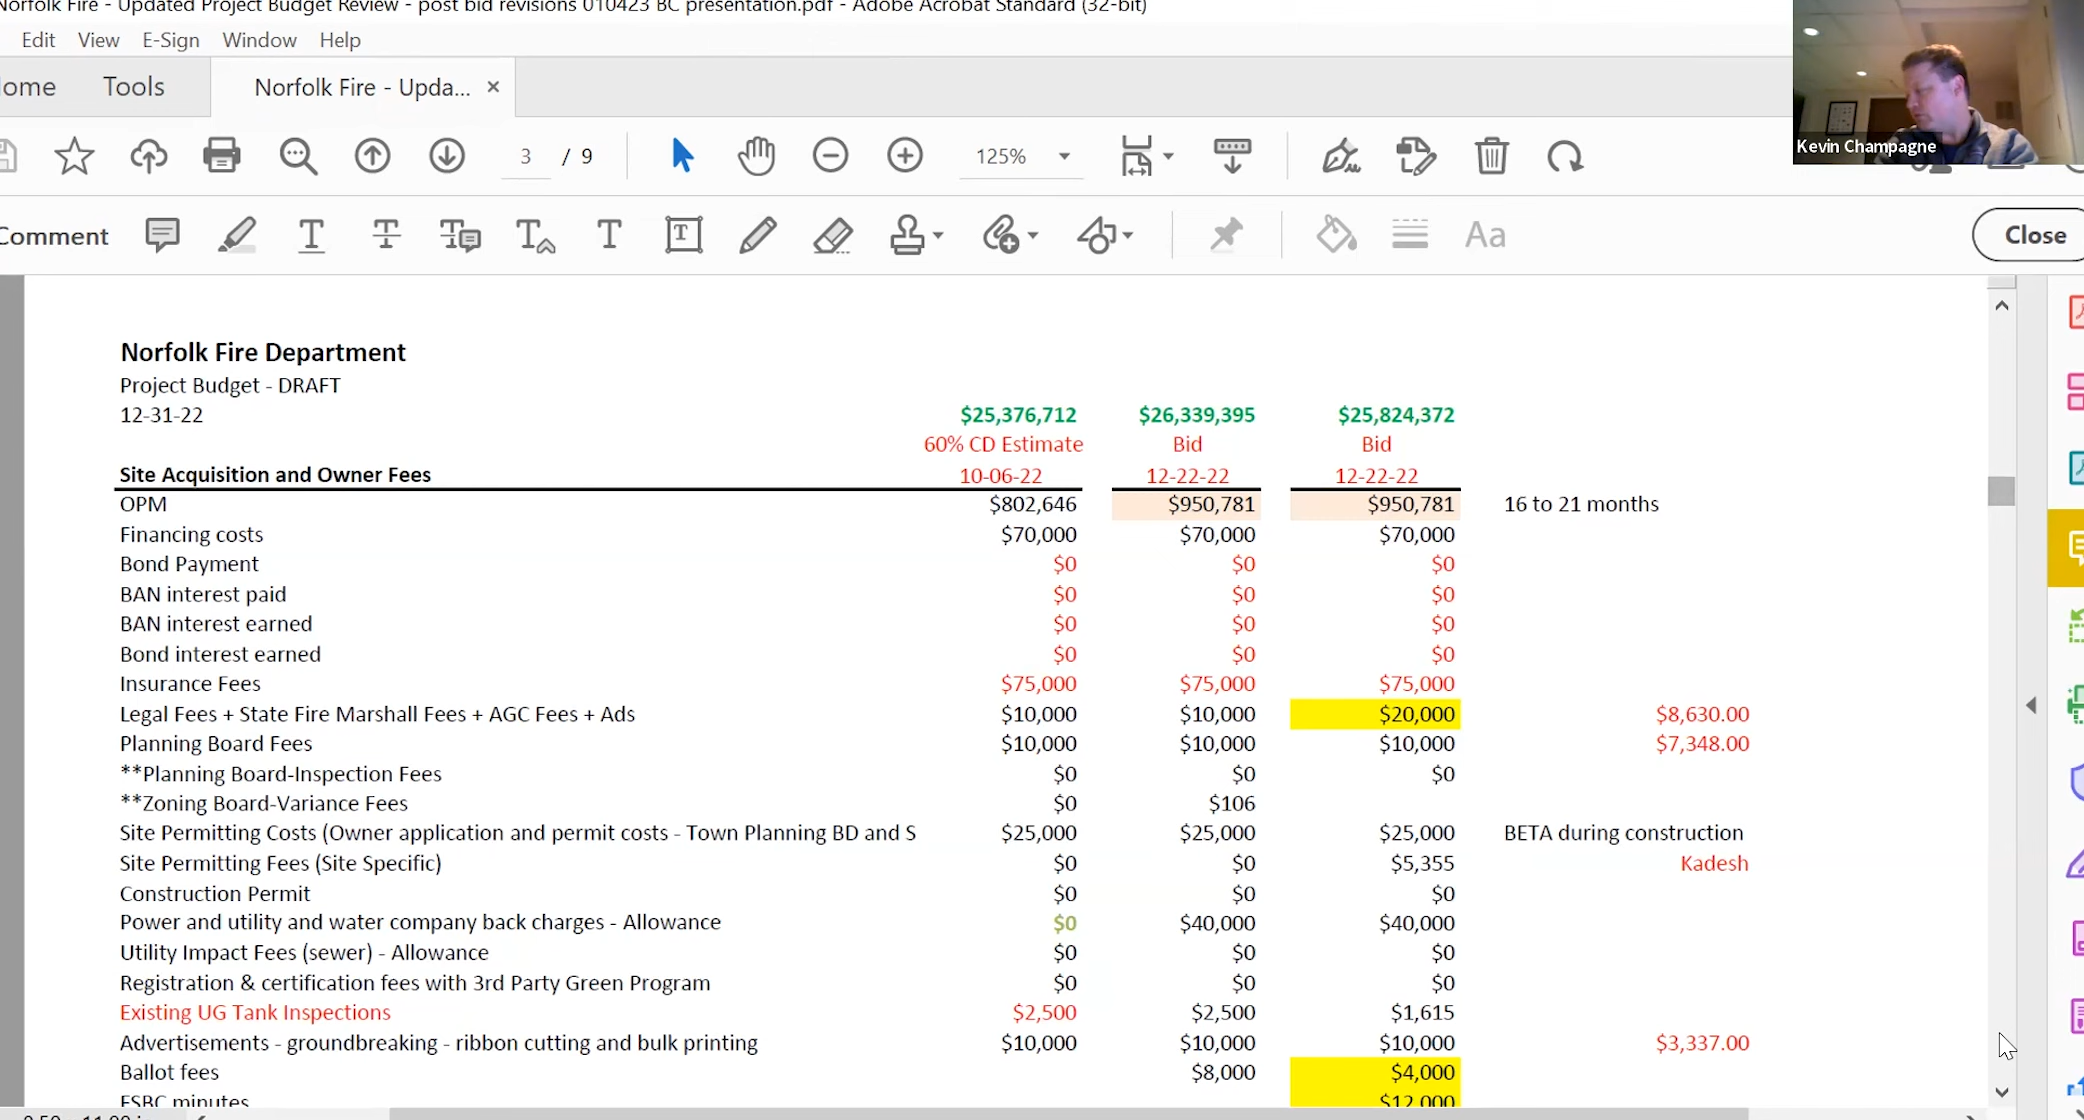 Norfolk Fire - Updated Project Budget Review - post bid revisions 010423 BC presentation.pdf - Adobe Acrobat Standard (32-bit)
Edit View E-Sign Window Help
ome Tools Norfolk Fire - Upda... ×
3 / 9 125%
Kevin Champagne
Comment Aa Close
Norfolk Fire Department
Project Budget - DRAFT
12-31-22 $25,376,712 $26,339,395 $25,824,372
60% CD Estimate Bid Bid
Site Acquisition and Owner Fees 10-06-22 12-22-22 12-22-22
OPM $802,646 $950,781 $950,781 16 to 21 months
Financing costs $70,000 $70,000 $70,000
Bond Payment $0 $0 $0
BAN interest paid $0 $0 $0
BAN interest earned $0 $0 $0
Bond interest earned $0 $0 $0
Insurance Fees $75,000 $75,000 $75,000
Legal Fees + State Fire Marshall Fees + AGC Fees + Ads $10,000 $10,000 $20,000 $8,630.00
Planning Board Fees $10,000 $10,000 $10,000 $7,348.00
**Planning Board-Inspection Fees $0 $0 $0
**Zoning Board-Variance Fees $0 $106
Site Permitting Costs (Owner application and permit costs - Town Planning BD and S $25,000 $25,000 $25,000 BETA during construction
Site Permitting Fees (Site Specific) $0 $0 $5,355 Kadesh
Construction Permit $0 $0 $0
Power and utility and water company back charges - Allowance $0 $40,000 $40,000
Utility Impact Fees (sewer) - Allowance $0 $0 $0
Registration & certification fees with 3rd Party Green Program $0 $0 $0
Existing UG Tank Inspections $2,500 $2,500 $1,615
Advertisements - groundbreaking - ribbon cutting and bulk printing $10,000 $10,000 $10,000 $3,337.00
Ballot fees $8,000 $4,000
FSBC minutes $12,000